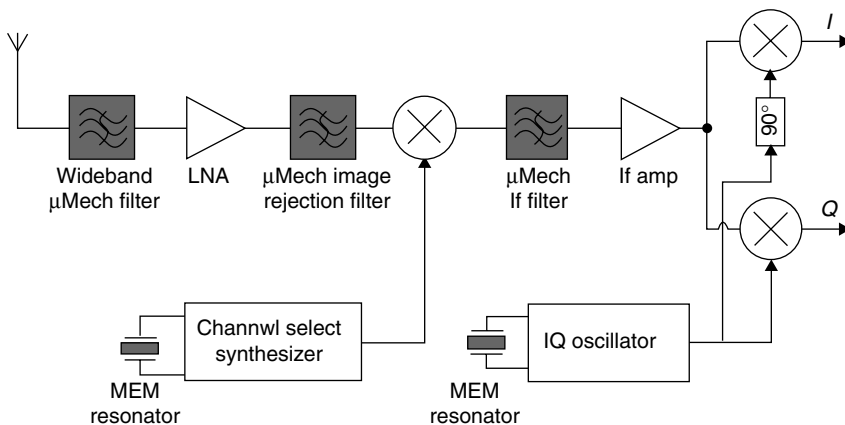 I
90°
Wideband
μMech filter
LNA
μMech image
rejection filter
μMech
If filter
If amp
Q
Channwl select
synthesizer
IQ oscillator
MEM
resonator
MEM
resonator